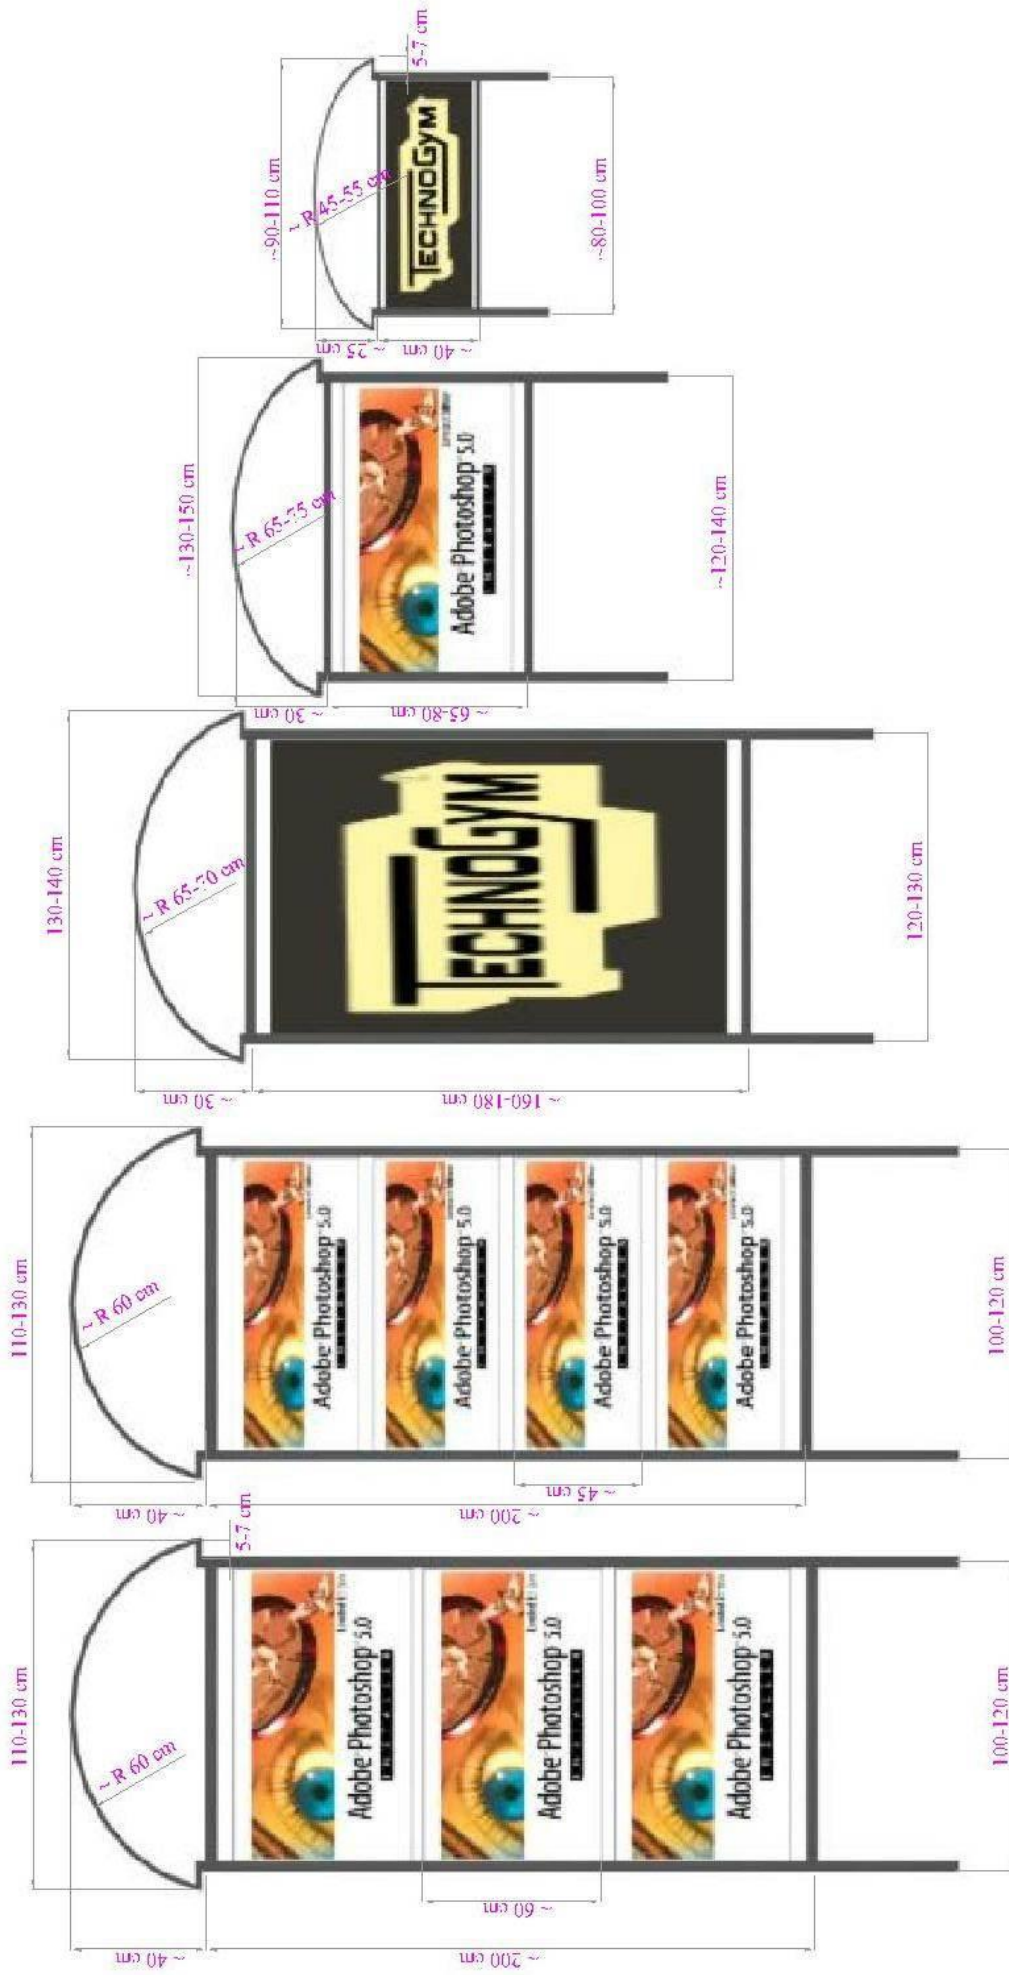 110-130 cm
~ R 60 cm
~ 40 cm
5-7 cm
Adobe Photoshop 5.0
~ 60 cm
Adobe Photoshop 5.0
~ 200 cm
Adobe Photoshop 5.0
100-120 cm
110-130 cm
~ R 60 cm
~ 40 cm
Adobe Photoshop 5.0
Adobe Photoshop 5.0
~ 45 cm
~ 200 cm
Adobe Photoshop 5.0
Adobe Photoshop 5.0
100-120 cm
130-140 cm
~ R 65-70 cm
~ 30 cm
TECHNOGYM
~ 160-180 cm
120-130 cm
~130-150 cm
~ R 65-75 cm
~ 30 cm
Adobe Photoshop 5.0
~ 65-80 cm
~120-140 cm
~90-110 cm
~ R 45-55 cm
5-7 cm
~ 25 cm
TECHNOGYM
~ 40 cm
~80-100 cm